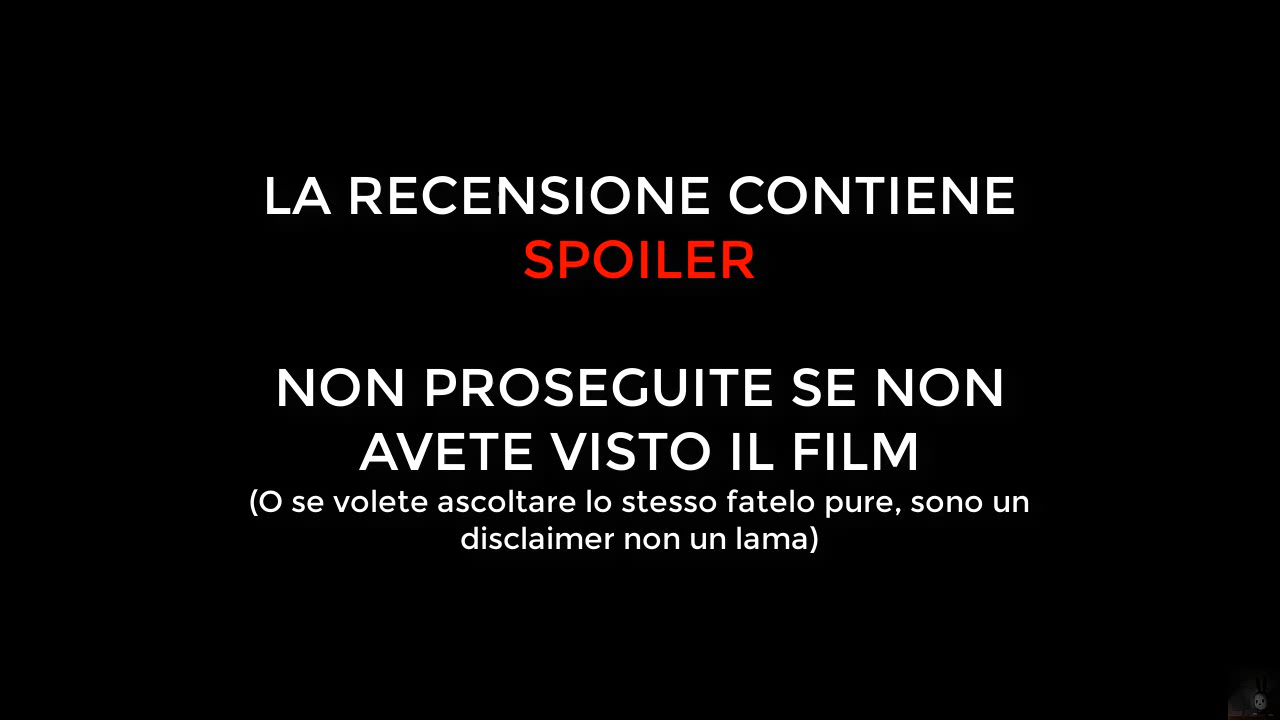 LA RECENSIONE CONTIENE
SPOILER
NON PROSEGUITE SE NON
AVETE VISTO IL FILM
(O se volete ascoltare lo stesso fatelo pure, sono un
disclaimer non un lama)